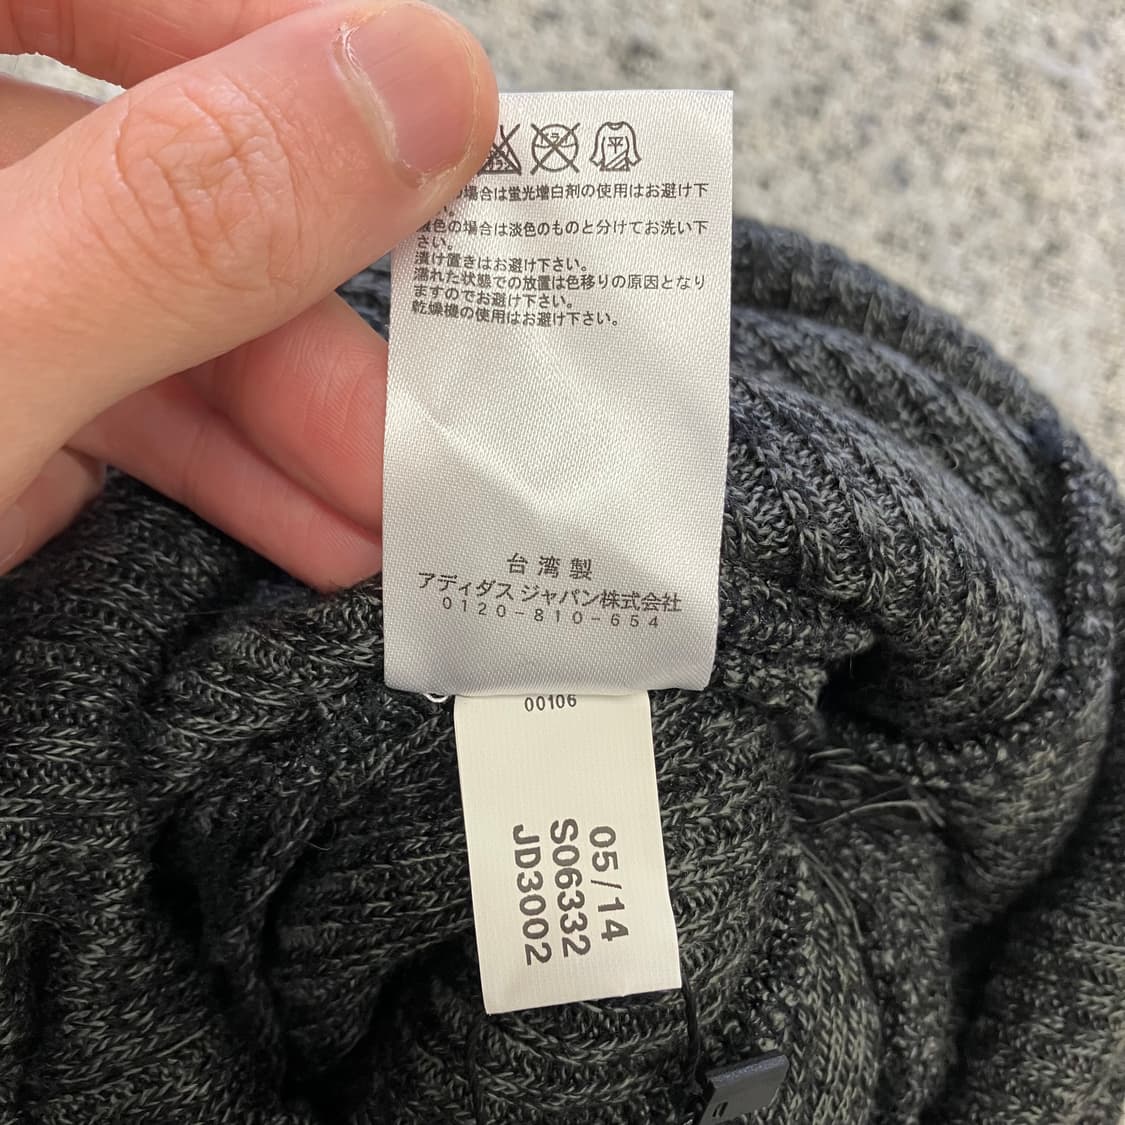 平
場合は蛍光増白剤の使用はお避け下
い。
色の場合は淡色のものと分けてお洗い下
さい。
漬け置きはお避け下さい。
濡れた状態での放置は色移りの原因となり
ますのでお避け下さい。
乾燥機の使用はお避け下さい。
台湾製
アディダス ジャパン株式会社
0120-810-654
00106
05/14
S06332
JD3002